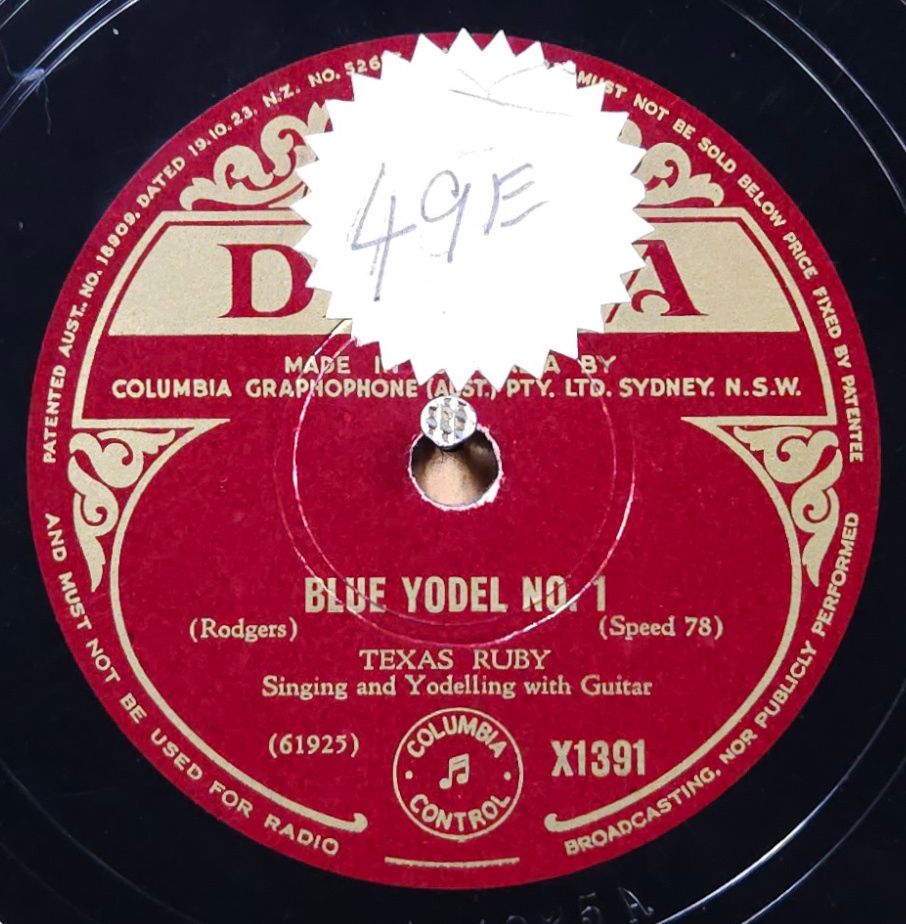 PATENTED AUST. NO. 18909, DATED 19.10.23, N.Z. NO. 526
MUST NOT BE SOLD BELOW PRICE FIXED BY PATENTEE
49E
D A
MADE IN BY
COLUMBIA GRAPHOPHONE (AUST.) PTY. LTD. SYDNEY. N.S.W.
BLUE YODEL NO. 1
(Rodgers) (Speed 78)
TEXAS RUBY
Singing and Yodelling with Guitar
(61925)
COLUMBIA
CONTROL
X1391
AND MUST NOT BE USED FOR RADIO
BROADCASTING, NOR PUBLICLY PERFORMED